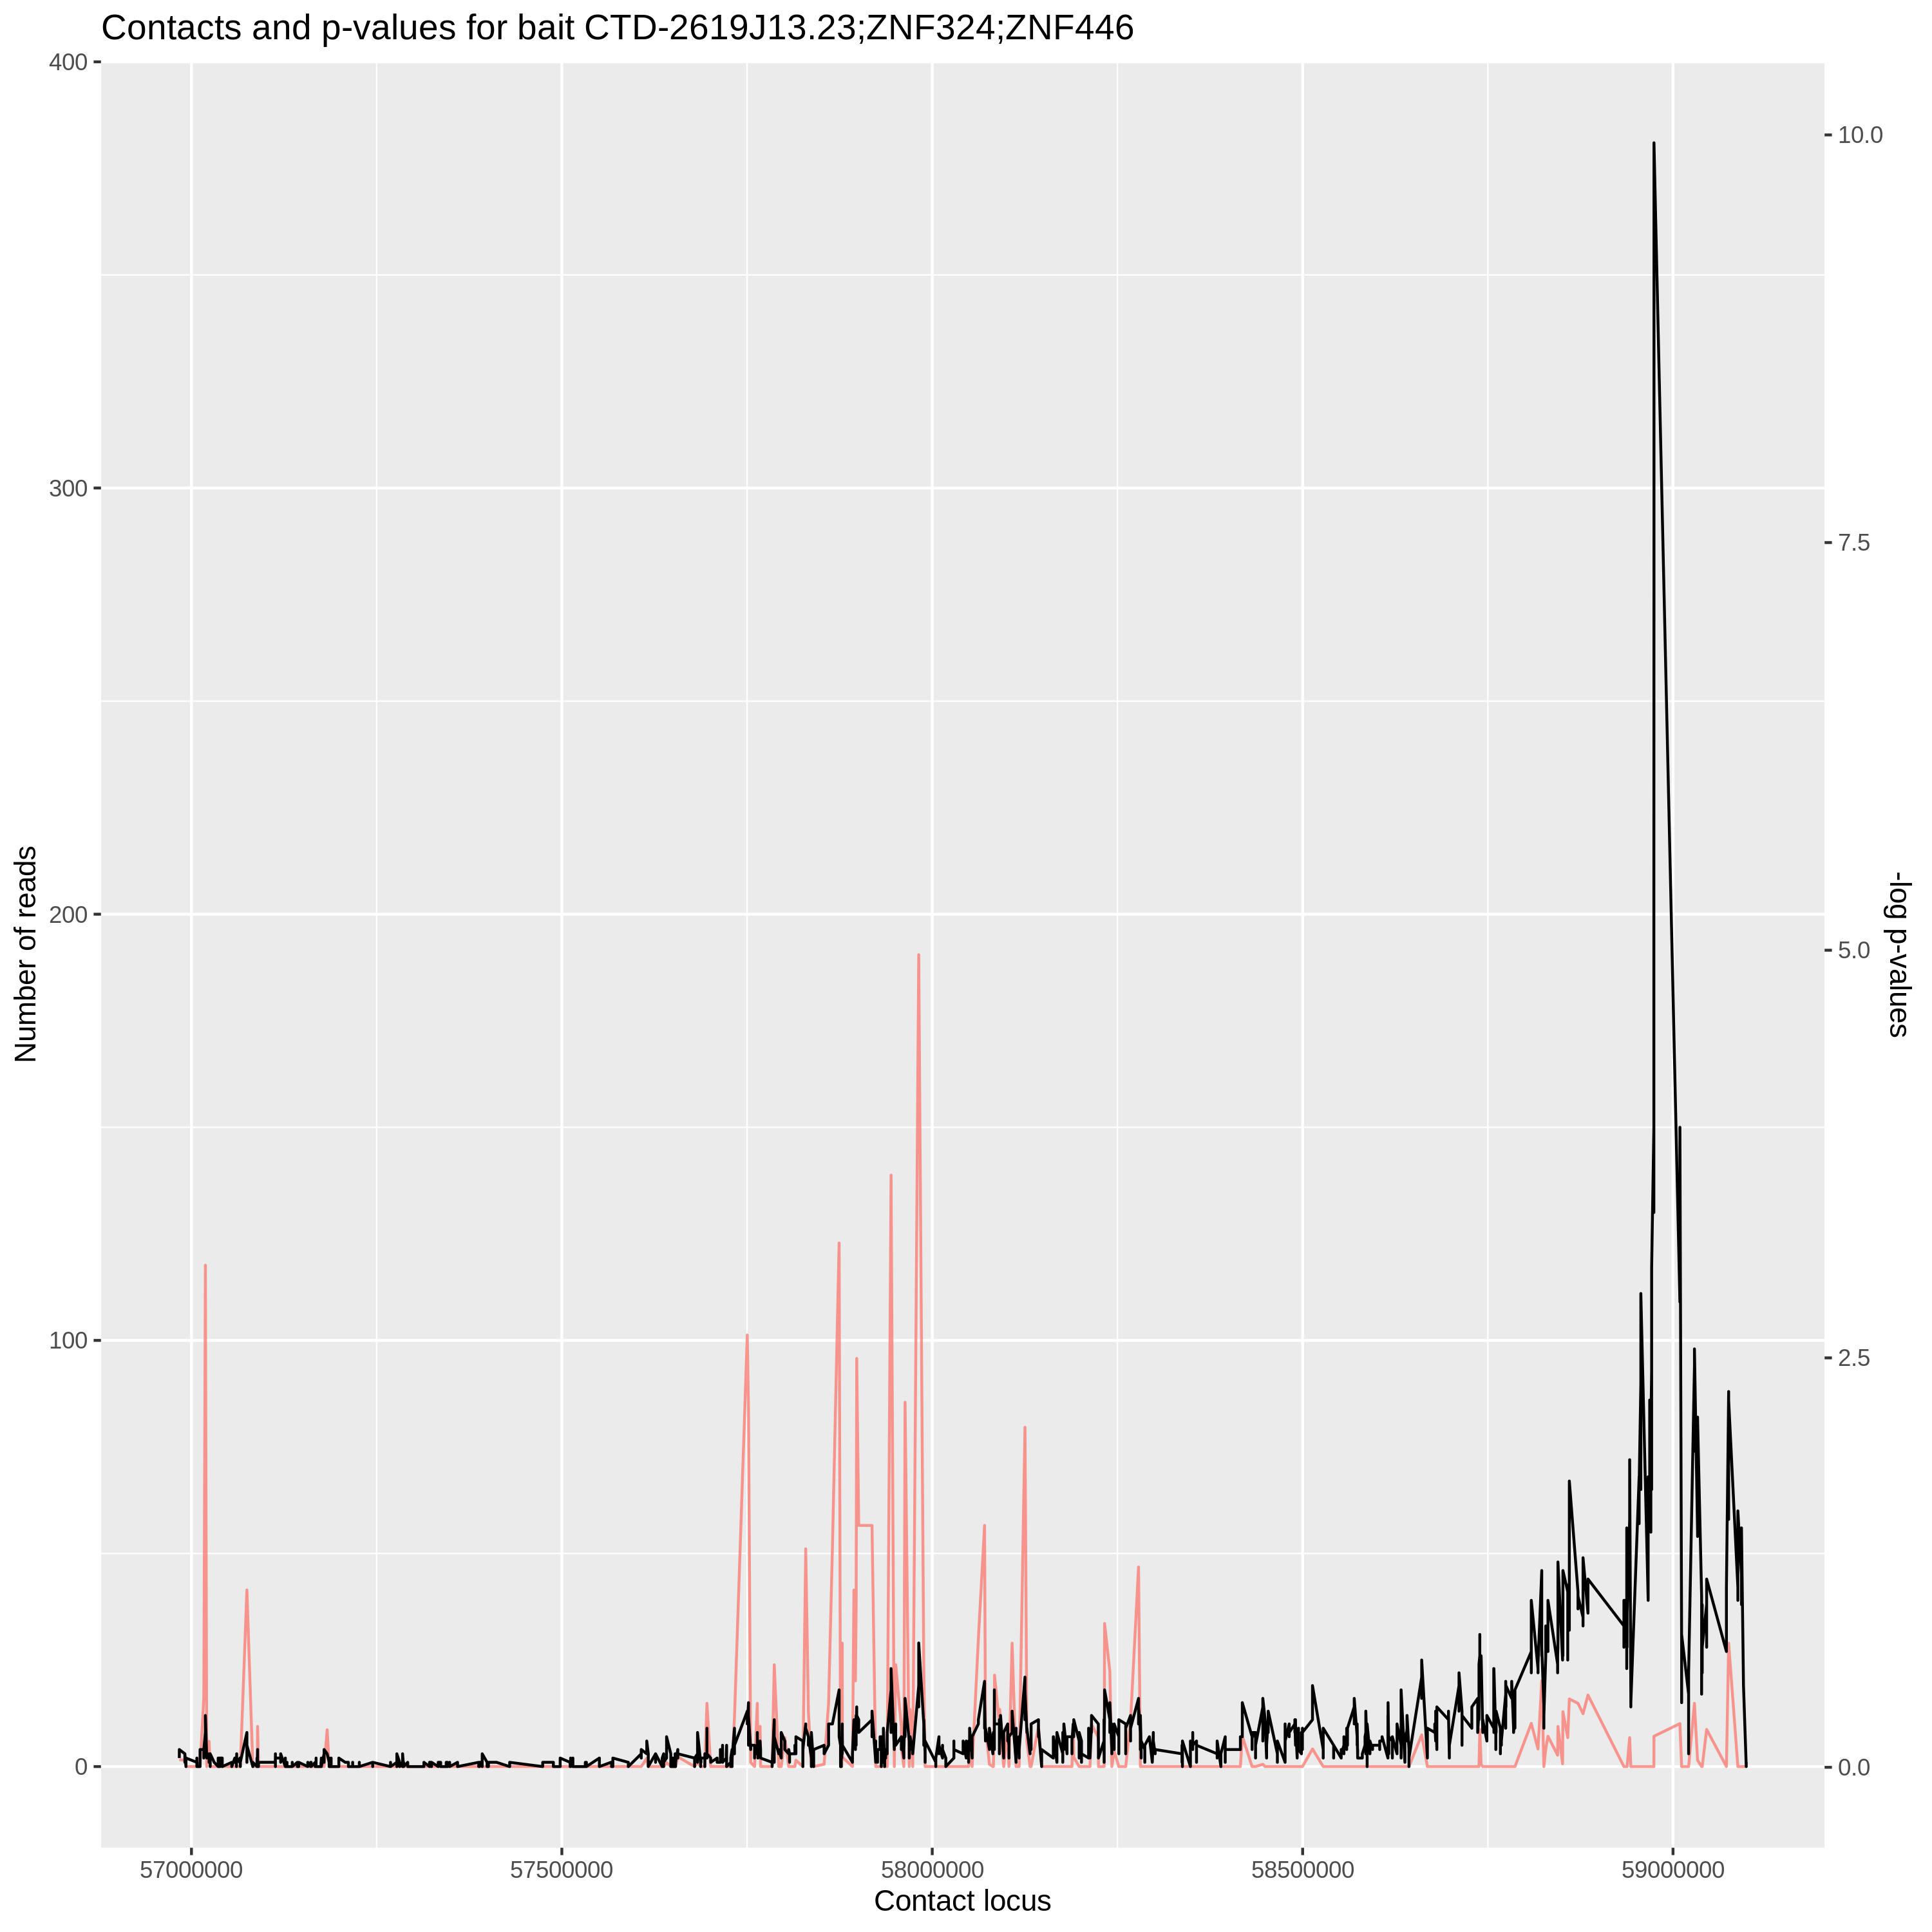 Contacts and p-values for bait CTD-2619J13.23;ZNF324;ZNF446
400
300
200
100
0
Number of reads
10.0
7.5
5.0
2.5
0.0
-log p-values
57000000 57500000 58000000 58500000 59000000
Contact locus